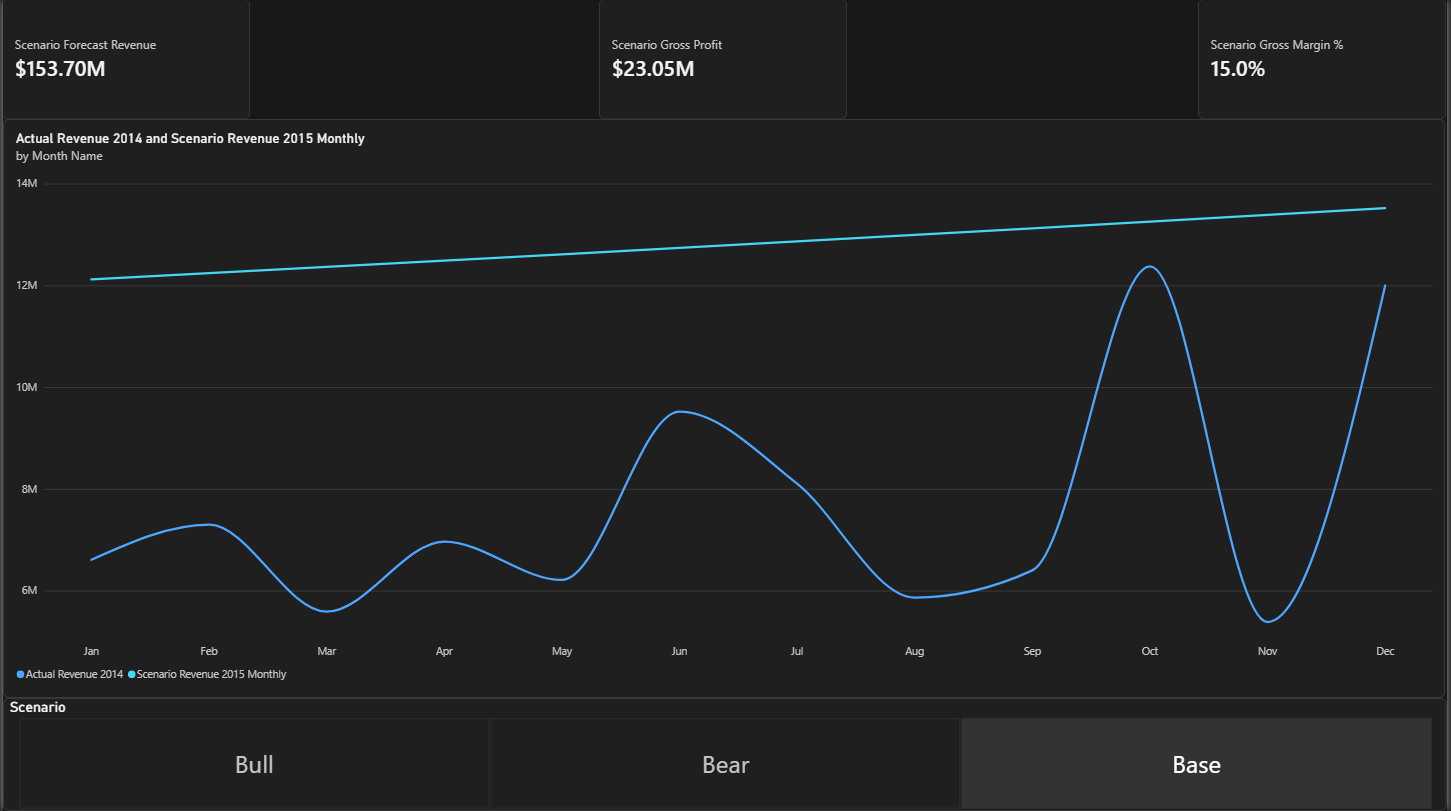 Scenario Forecast Revenue
$153.70M
Scenario Gross Profit
$23.05M
Scenario Gross Margin %
15.0%
Actual Revenue 2014 and Scenario Revenue 2015 Monthly
by Month Name
14M
12M
10M
8M
6M
Jan Feb Mar Apr May Jun Jul Aug Sep Oct Nov Dec
Actual Revenue 2014 Scenario Revenue 2015 Monthly
Scenario
Bull Bear Base